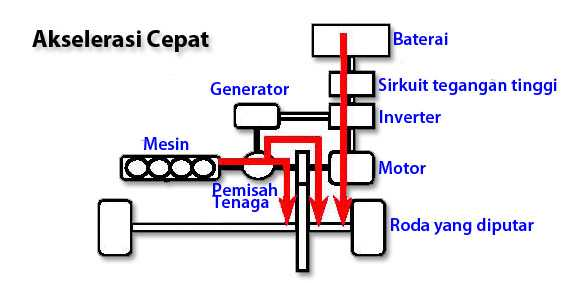 Akselerasi Cepat
Baterai
Sirkuit tegangan tinggi
Generator
Inverter
Mesin
Motor
Pemisah
Tenaga
Roda yang diputar